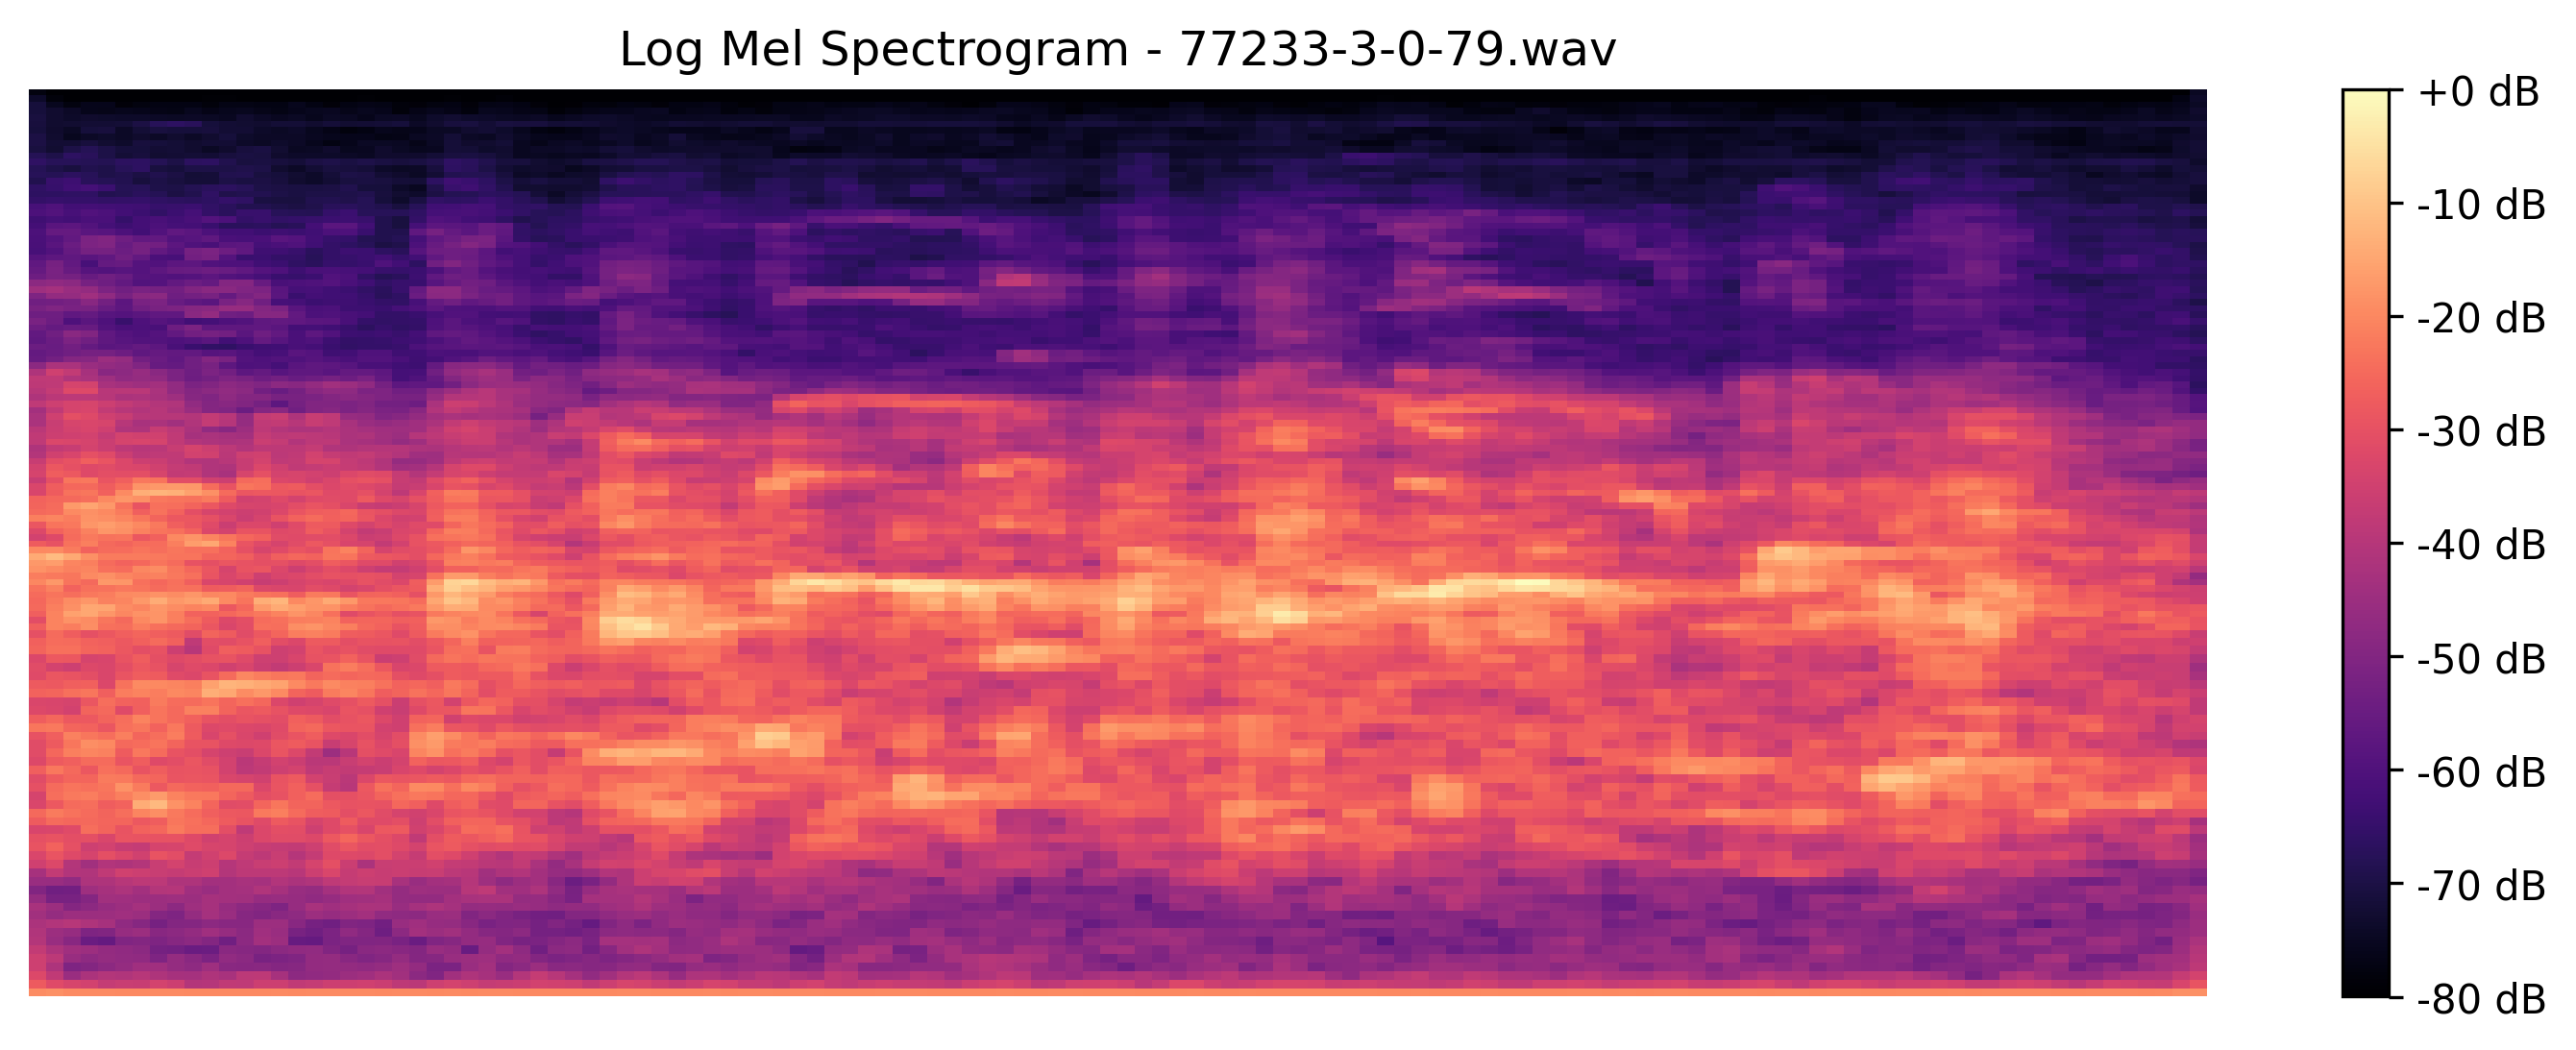 Log Mel Spectrogram - 77233-3-0-79.wav
+0 dB
-10 dB
-20 dB
-30 dB
-40 dB
-50 dB
-60 dB
-70 dB
-80 dB